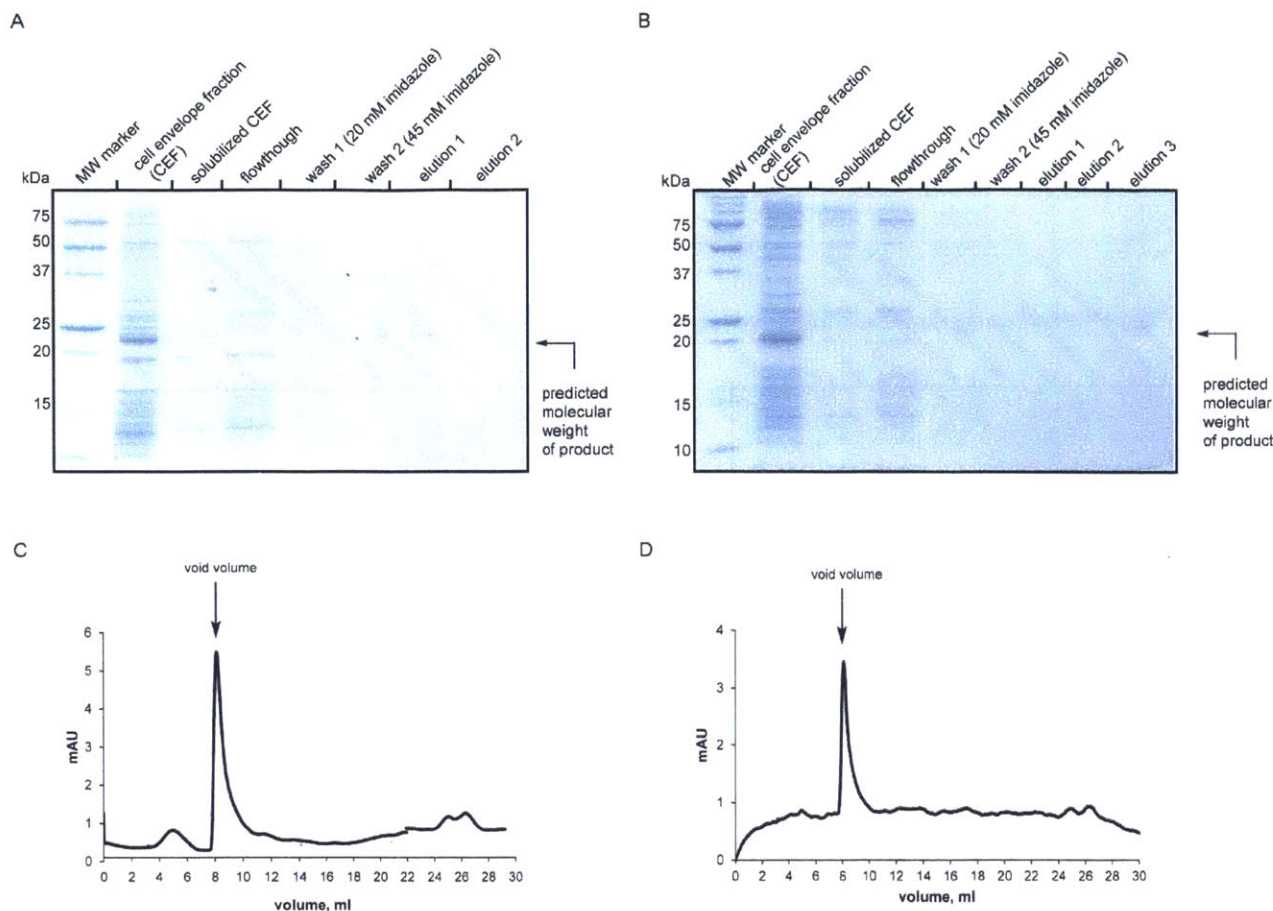 A
MW marker
cell envelope fraction
(CEF)
solubilized CEF
flowthough
wash 1 (20 mM imidazole)
wash 2 (45 mM imidazole)
elution 1
elution 2
kDa
75
50
37
25
20
15
predicted
molecular
weight
of product
B
MW marker
cell envelope fraction
(CEF)
solubilized CEF
flowthrough
wash 1 (20 mM imidazole)
wash 2 (45 mM imidazole)
elution 1
elution 2
elution 3
kDa
75
50
37
25
20
15
10
predicted
molecular
weight
of product
C
void volume
6
5
4
3
2
1
0
mAU
0 2 4 6 8 10 12 14 16 18 20 22 24 26 28 30
volume, ml
D
void volume
4
3
2
1
0
mAU
0 2 4 6 8 10 12 14 16 18 20 22 24 26 28 30
volume, ml